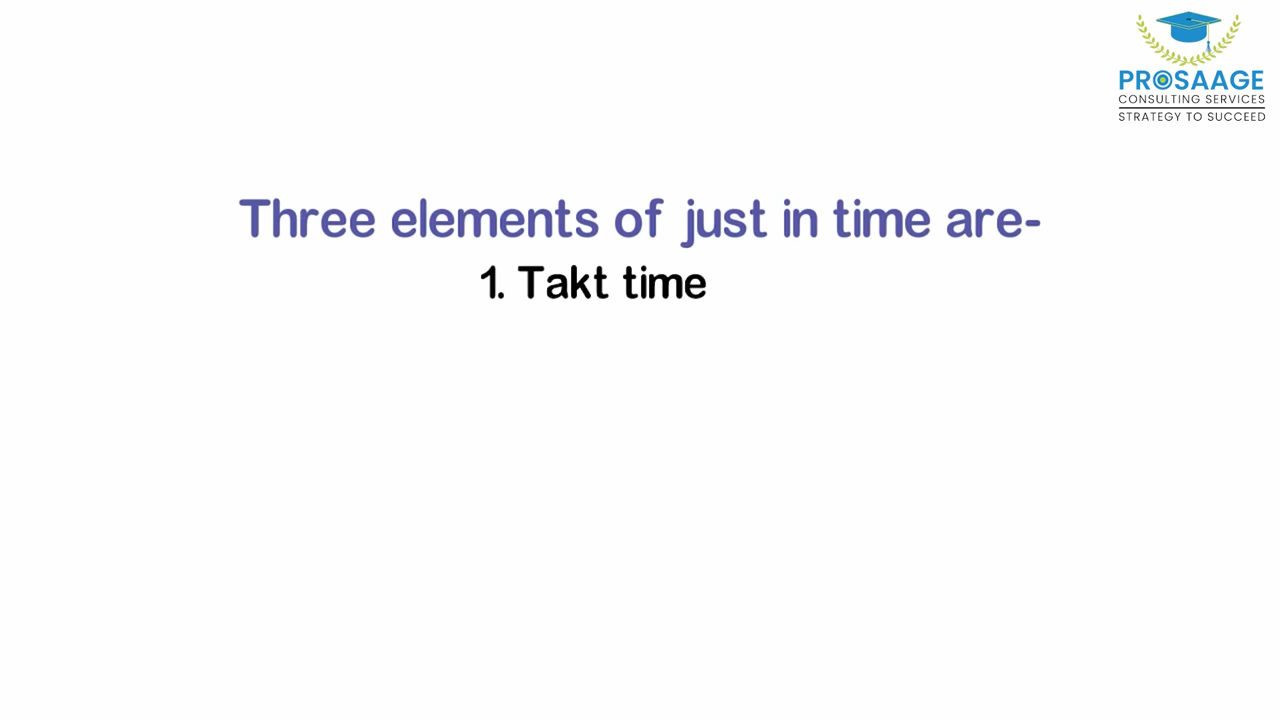 PROSAAGE
CONSULTING SERVICES
STRATEGY TO SUCCEED
Three elements of just in time are-
1. Takt time